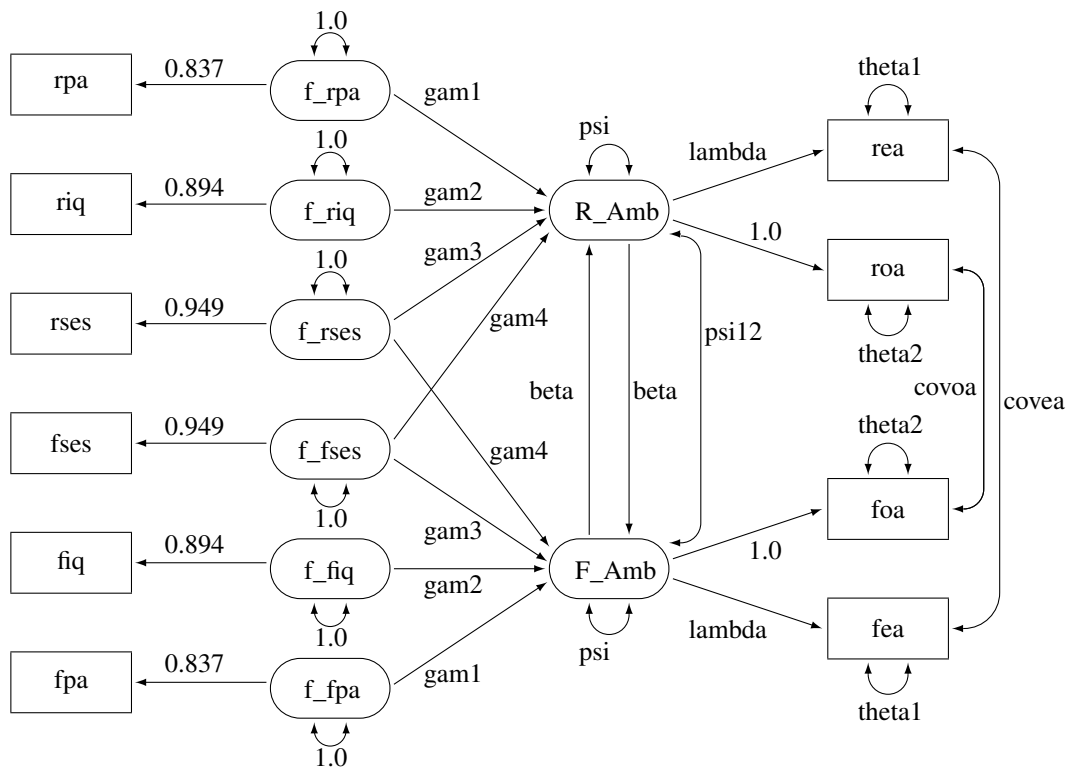 1.0
rpa
0.837
f_rpa
gam1
1.0
riq
0.894
f_riq
gam2
1.0
rses
0.949
f_rses
gam3
gam4
fses
0.949
f_fses
1.0
gam4
gam3
fiq
0.894
f_fiq
1.0
gam2
fpa
0.837
f_fpa
1.0
gam1
psi
R_Amb
beta
beta
psi12
F_Amb
psi
theta1
lambda
rea
1.0
roa
theta2
covoa
covea
theta2
foa
1.0
lambda
fea
theta1